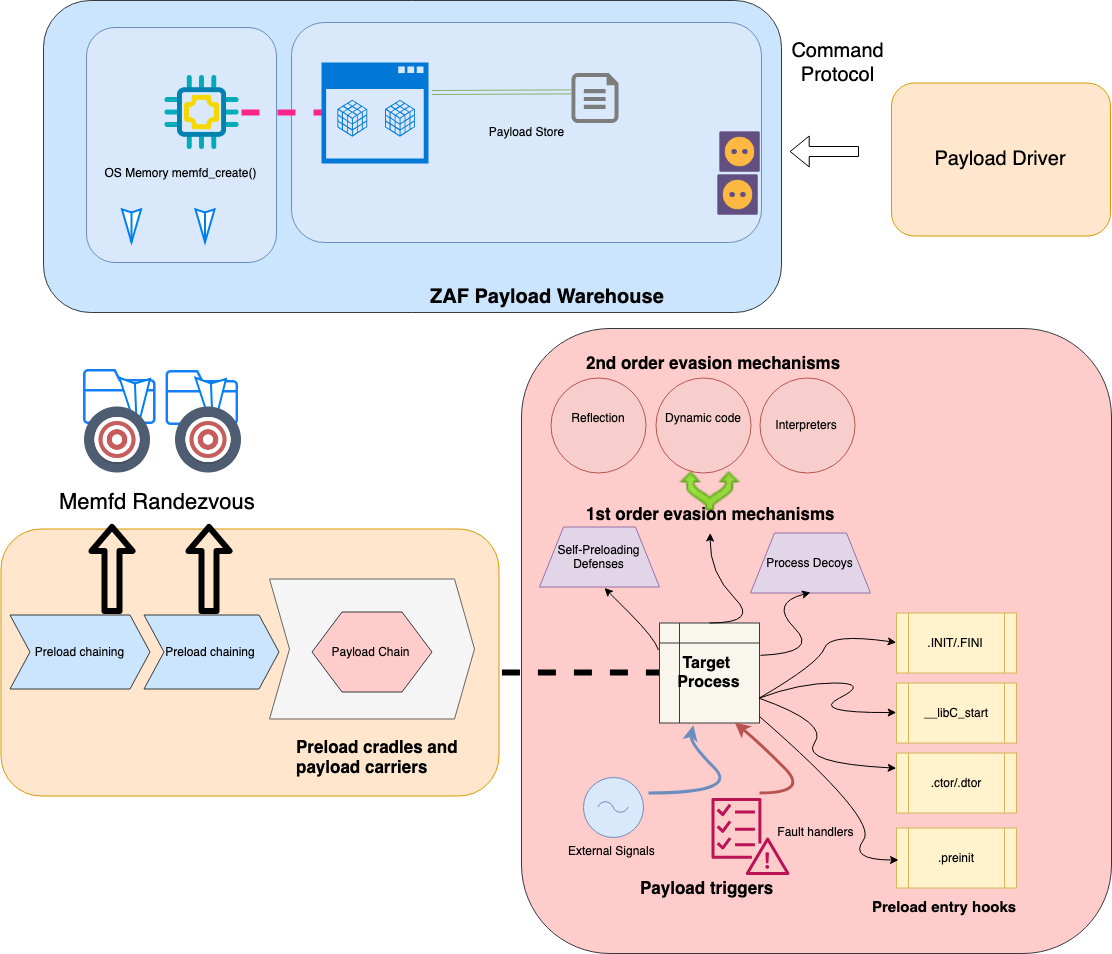 Command
Protocol
Payload Store
OS Memory memfd_create()
Payload Driver
ZAF Payload Warehouse
2nd order evasion mechanisms
Reflection
Dynamic code
Interpreters
Memfd Randezvous
1st order evasion mechanisms
Self-Preloading
Defenses
Process Decoys
Preload chaining
Preload chaining
Payload Chain
Target
Process
.INIT/.FINI
__libC_start
.ctor/.dtor
.preinit
Preload cradles and
payload carriers
External Signals
Fault handlers
Payload triggers
Preload entry hooks